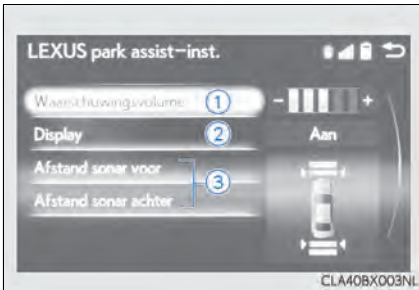 LEXUS park assist-inst.
Waarschuwingsvolume 1 - +
Display 2 Aan
Afstand sonar voor
3
Afstand sonar achter
CLA40BX003NL